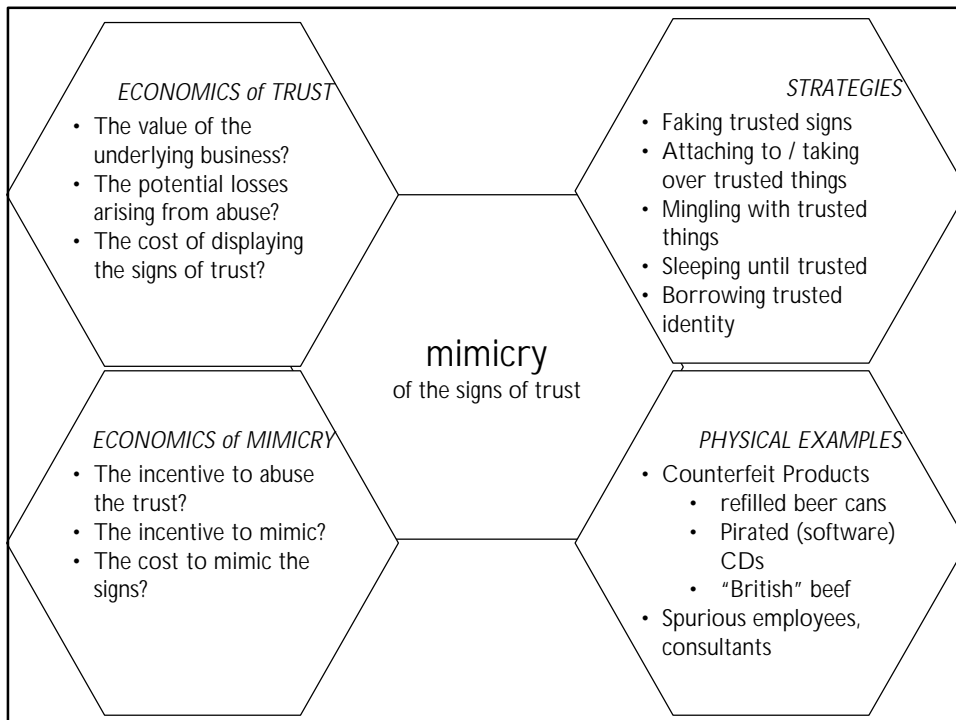 ECONOMICS of TRUST
• The value of the
underlying business?
• The potential losses
arising from abuse?
• The cost of displaying
the signs of trust?
STRATEGIES
• Faking trusted signs
• Attaching to / taking
over trusted things
• Mingling with trusted
things
• Sleeping until trusted
• Borrowing trusted
identity
mimicry
of the signs of trust
ECONOMICS of MIMICRY
• The incentive to abuse
the trust?
• The incentive to mimic?
• The cost to mimic the
signs?
PHYSICAL EXAMPLES
• Counterfeit Products
• refilled beer cans
• Pirated (software)
CDs
• “British” beef
• Spurious employees,
consultants